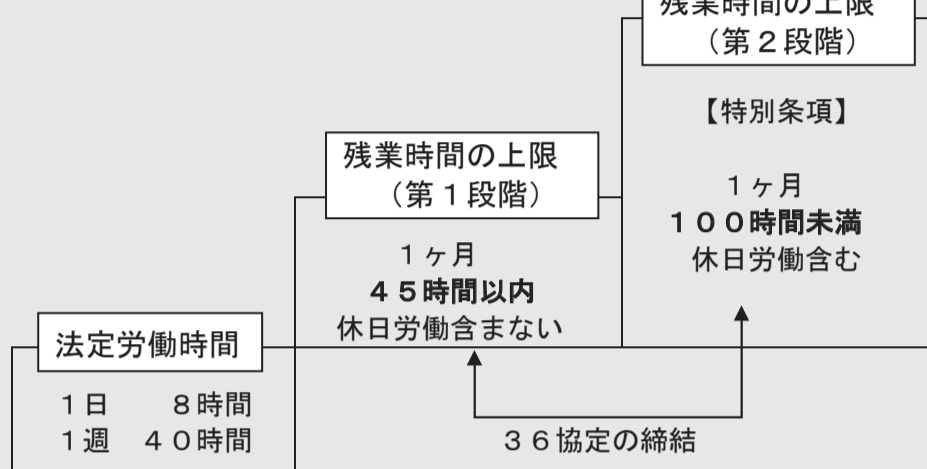 残業時間の上限
（第２段階）
【特別条項】
１ヶ月
１００時間未満
休日労働含む
残業時間の上限
（第１段階）
１ヶ月
４５時間以内
休日労働含まない
法定労働時間
１日　　８時間
１週　４０時間
３６協定の締結